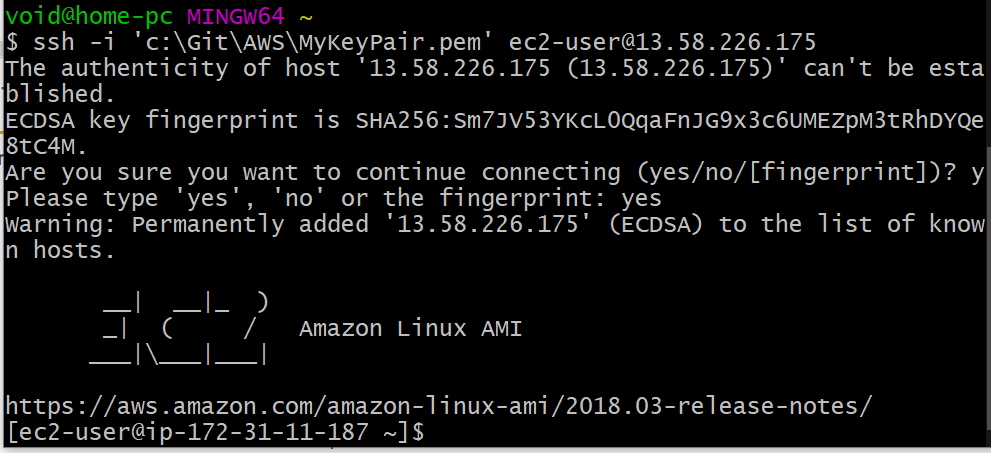 void@home-pc MINGW64 ~
$ ssh -i 'c:\Git\AWS\MyKeyPair.pem' ec2-user@13.58.226.175
The authenticity of host '13.58.226.175 (13.58.226.175)' can't be esta
blished.
ECDSA key fingerprint is SHA256:Sm7JV53YKcL0QqaFnJG9x3c6UMEZpM3tRhDYQe
8tC4M.
Are you sure you want to continue connecting (yes/no/[fingerprint])? y
Please type 'yes', 'no' or the fingerprint: yes
Warning: Permanently added '13.58.226.175' (ECDSA) to the list of know
n hosts.

       __|  __|_  )
       _|  (     /   Amazon Linux AMI
      ___|\___|___|

https://aws.amazon.com/amazon-linux-ami/2018.03-release-notes/
[ec2-user@ip-172-31-11-187 ~]$